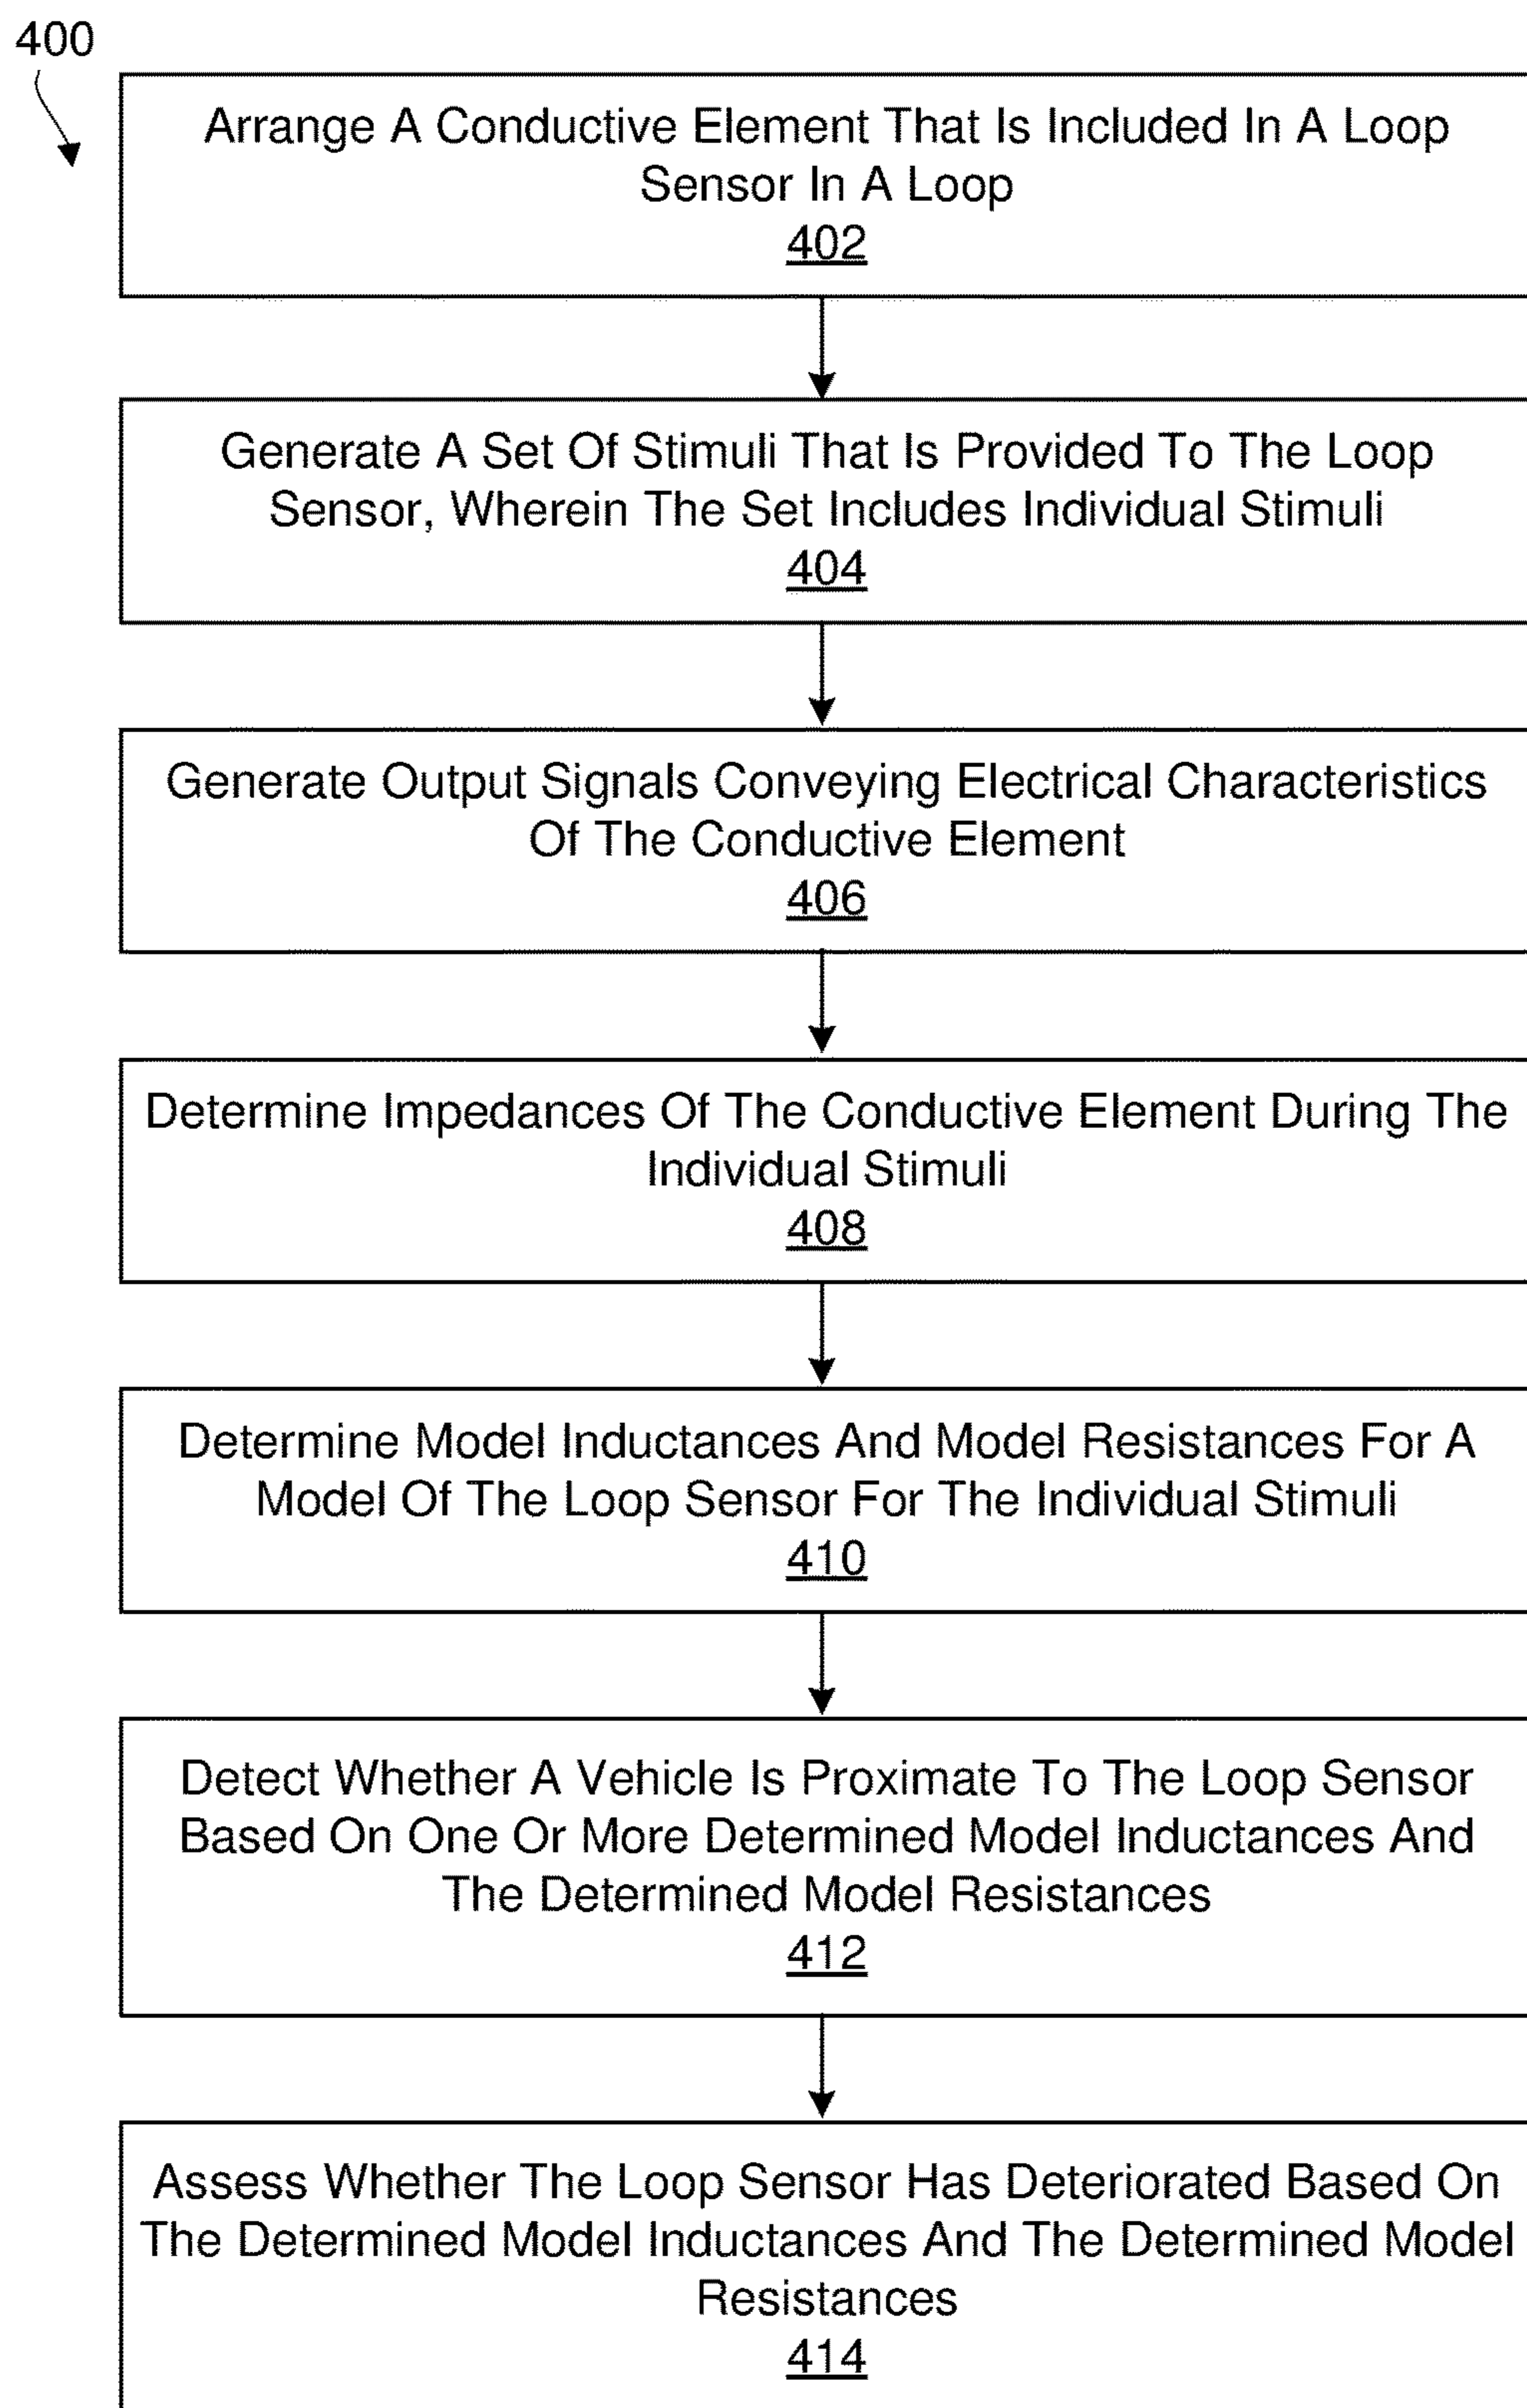 400
Arrange A Conductive Element That Is Included In A Loop
Sensor In A Loop
402
Generate A Set Of Stimuli That Is Provided To The Loop
Sensor, Wherein The Set Includes Individual Stimuli
404
Generate Output Signals Conveying Electrical Characteristics
Of The Conductive Element
406
Determine Impedances Of The Conductive Element During The
Individual Stimuli
408
Determine Model Inductances And Model Resistances For A
Model Of The Loop Sensor For The Individual Stimuli
410
Detect Whether A Vehicle Is Proximate To The Loop Sensor
Based On One Or More Determined Model Inductances And
The Determined Model Resistances
412
Assess Whether The Loop Sensor Has Deteriorated Based On
The Determined Model Inductances And The Determined Model
Resistances
414